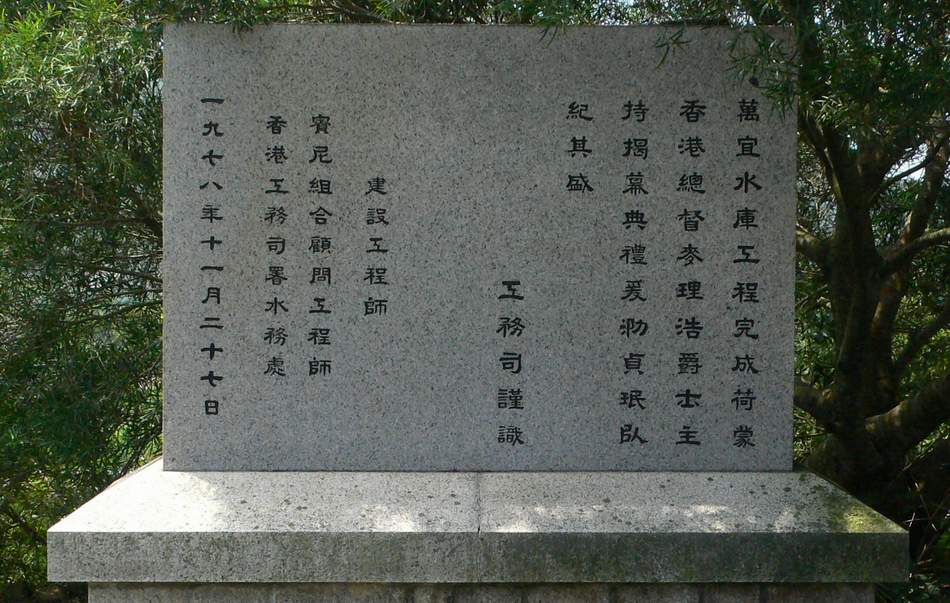 萬宜水庫工程完成荷蒙
香港總督麥理浩爵士主
持揭幕典禮爰泐貞珉以
紀其盛
工務司謹識
建設工程師
賓尼組合顧問工程師
香港工務司署水務處
一九七八年十一月二十七日